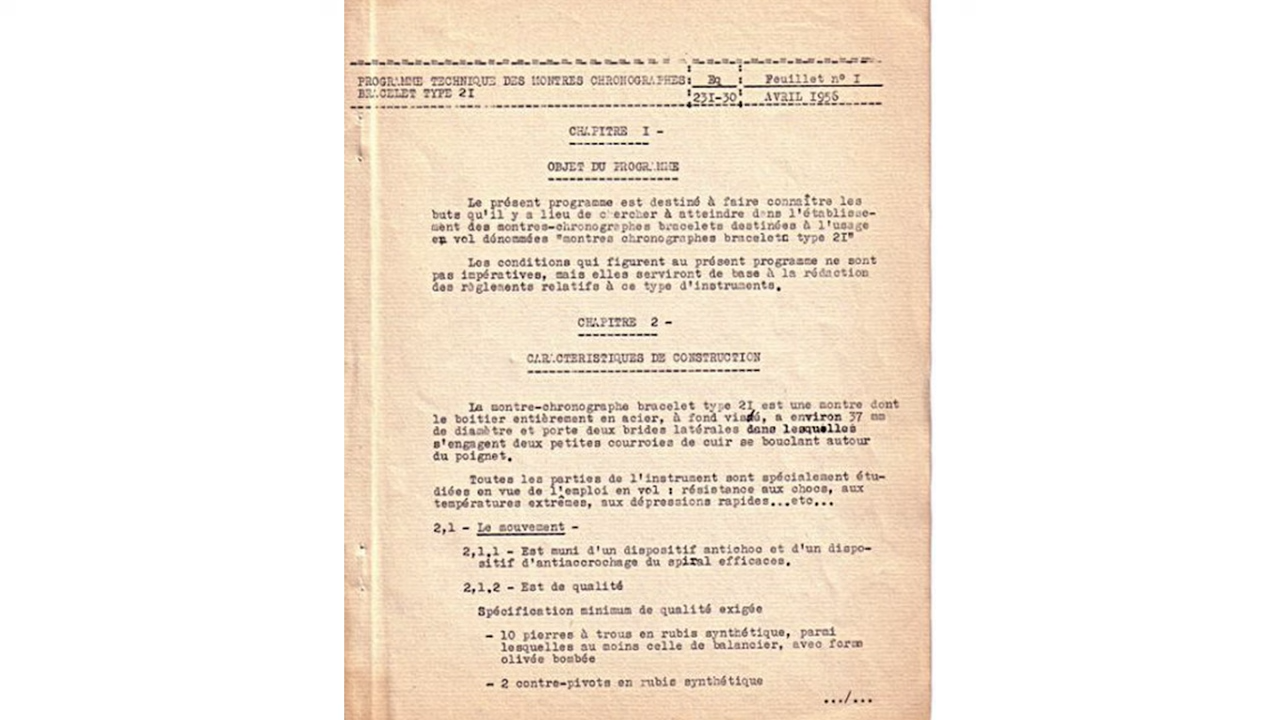 PROGRAMME TECHNIQUE DES MONTRES CHRONOGRAPHES: Eq : Feuillet n° I
BRACELET TYPE 2I :23I-30: AVRIL I956
CHAPITRE I -
OBJET DU PROGRAMME
Le présent programme est destiné à faire connaître les
buts qu'il y a lieu de chercher à atteindre dans l'établisse-
ment des montres-chronographes bracelets destinées à l'usage
en vol dénommées "montres chronographes bracelets type 2I"
Les conditions qui figurent au présent programme ne sont
pas impératives, mais elles serviront de base à la rédaction
des règlements relatifs à ce type d'instruments.
CHAPITRE 2 -
CARACTERISTIQUES DE CONSTRUCTION
La montre-chronographe bracelet type 2I est une montre dont
le boitier entièrement en acier, à fond vissé, a environ 37 mm
de diamètre et porte deux brides latérales dans lesquelles
s'engagent deux petites courroies de cuir se bouclant autour
du poignet.
Toutes les parties de l'instrument sont spécialement étu-
diées en vue de l'emploi en vol : résistance aux chocs, aux
températures extrêmes, aux dépressions rapides...etc...
2,1 - Le mouvement -
2,1.1 - Est muni d'un dispositif antichoc et d'un dispo-
sitif d'antiaccrochage du spiral efficaces.
2,1.2 - Est de qualité
Spécification minimum de qualité exigée
- 10 pierres à trous en rubis synthétique, parmi
lesquelles au moins celle de balancier, avec forme
olivée bombée
- 2 contre-pivots en rubis synthétique
.../...